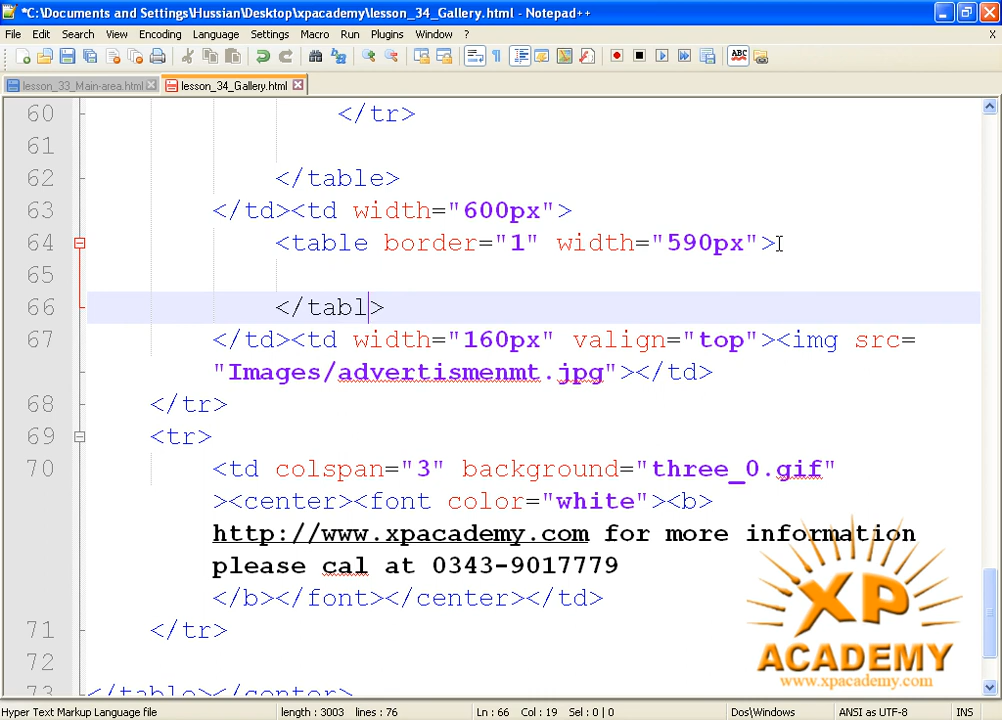 *C:\Documents and Settings\Hussian\Desktop\xpacademy\lesson_34_Gallery.html - Notepad++
File Edit Search View Encoding Language Settings Macro Run Plugins Window ? X
lesson_33_Main-area.html lesson_34_Gallery.html
60 </tr>
61
62 </table>
63 </td><td width="600px">
64 <table border="1" width="590px">
65
66 </tabl>
67 </td><td width="160px" valign="top"><img src=
"Images/advertismenmt.jpg"></td>
68 </tr>
69 <tr>
70 <td colspan="3" background="three_0.gif"
><center><font color="white"><b>
http://www.xpacademy.com for more information
please cal at 0343-9017779
</b></font></center></td>
71 </tr>
72
73 </table></center>
XP
ACADEMY
www.xpacademy.com
Hyper Text Markup Language file length : 3003 lines : 76 Ln : 66 Col : 19 Sel : 0 | 0 Dos\Windows ANSI as UTF-8 INS